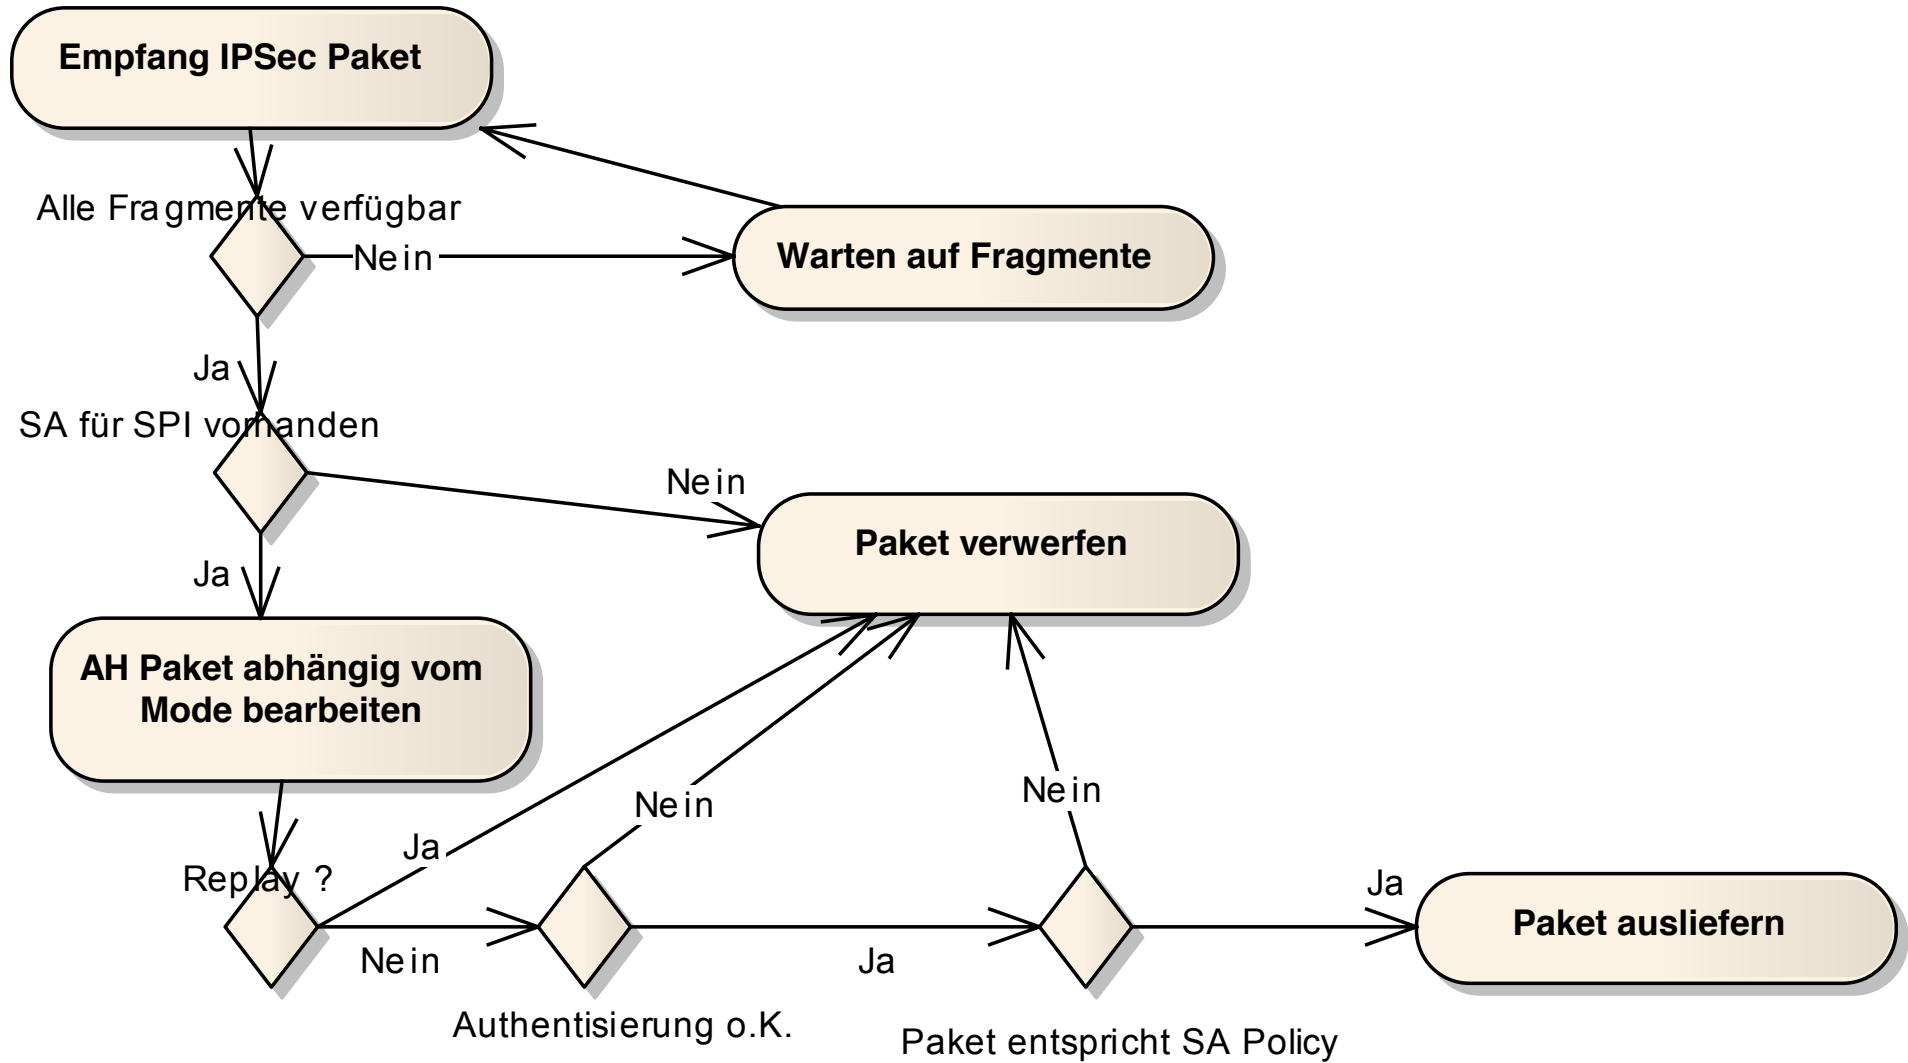 Empfang IPSec Paket
Alle Fragmente verfügbar
Nein
Warten auf Fragmente
Ja
SA für SPI vorhanden
Nein
Paket verwerfen
Ja
AH Paket abhängig vom
Mode bearbeiten
Nein
Nein
Ja
Replay ?
Ja
Paket ausliefern
Nein
Ja
Authentisierung o.K.
Paket entspricht SA Policy